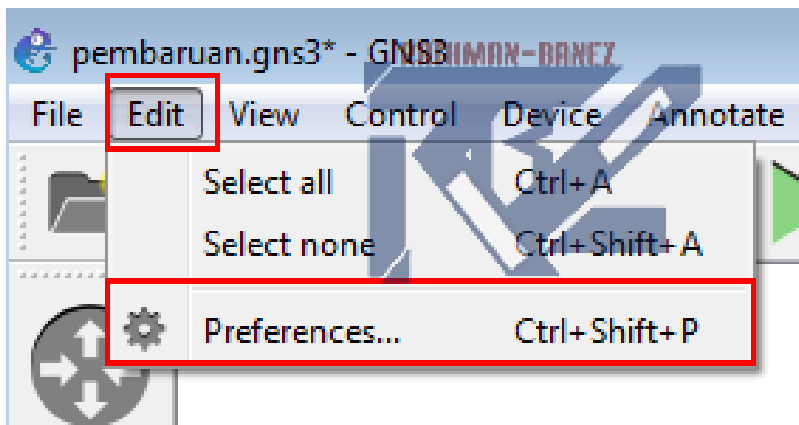 pembaruan.gns3* - GNS3
File Edit View Control Device Annotate
Select all Ctrl+A
Select none Ctrl+Shift+A
Preferences... Ctrl+Shift+P